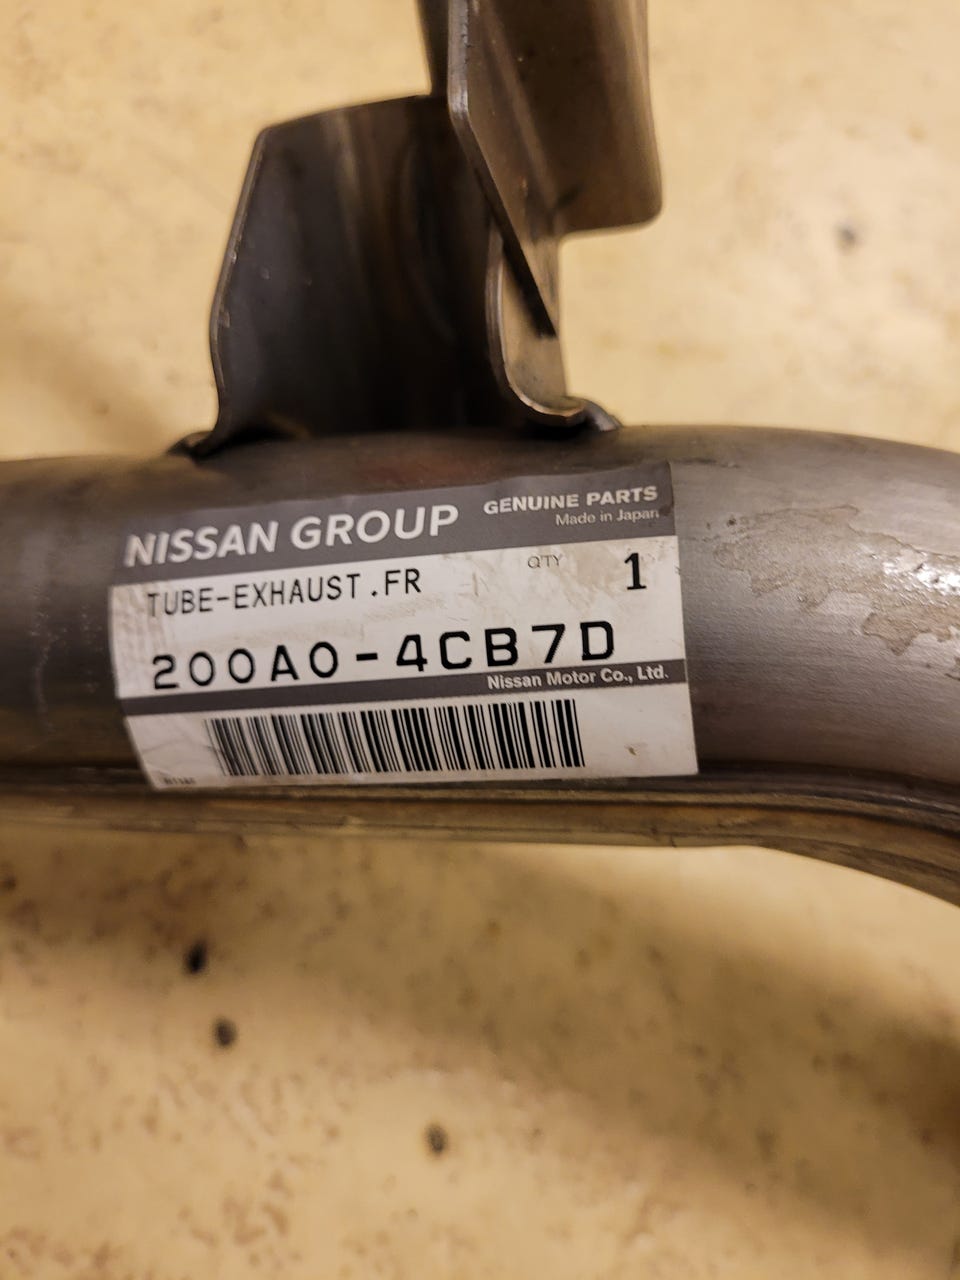 NISSAN GROUP
GENUINE PARTS
Made in Japan
TUBE-EXHAUST.FR
QTY 1
200A0-4CB7D
Nissan Motor Co., Ltd.